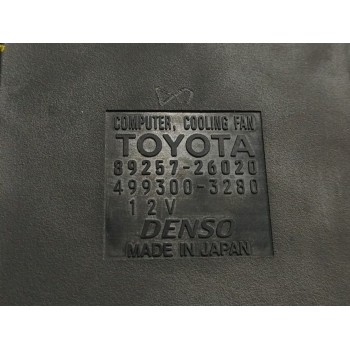 COMPUTER, COOLING FAN
TOYOTA
89257-26020
499300-3280
12V
DENSO
MADE IN JAPAN